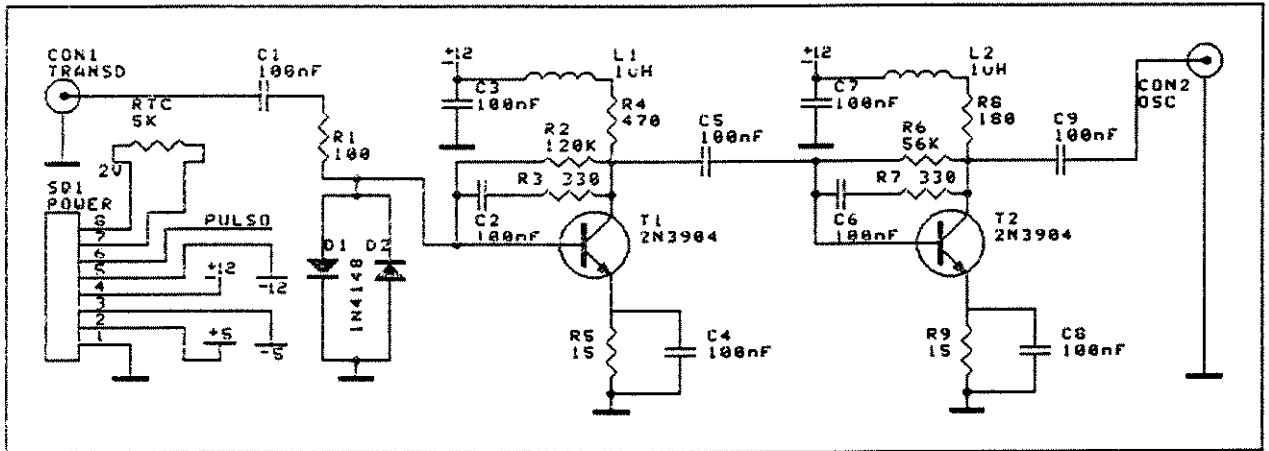 CON1
TRANSD
C1
100nF
RTC
5K
R1
100
2V
SD1
POWER
8
7
6
5
4
3
2
1
PULSO
+12
-12
+5
-5
D1
D2
1N4148
+12
C3
100nF
L1
1uH
R4
470
R2
120K
R3 330
C2
100nF
T1
2N3904
R5
15
C4
100nF
C5
100nF
+12
C7
100nF
L2
1uH
R8
180
R6
56K
R7 330
C6
100nF
T2
2N3904
R9
15
C8
100nF
C9
100nF
CON2
OSC